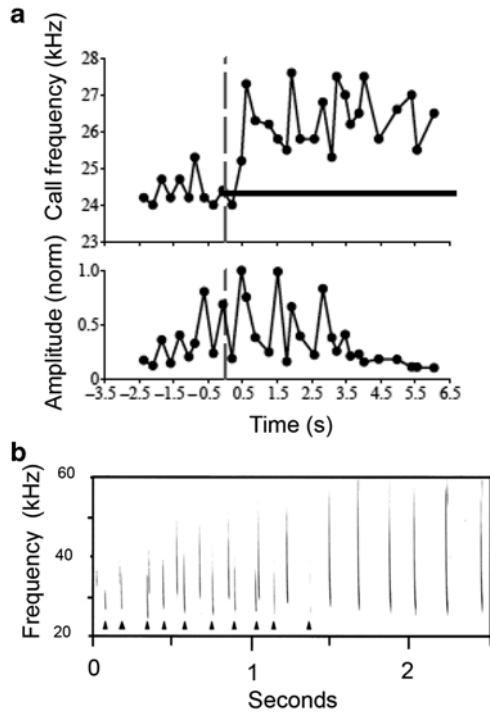 a
Call frequency (kHz)
28
27
26
25
24
23
Amplitude (norm)
1.0
0.5
0
−3.5 −2.5 −1.5 −0.5 0.5 1.5 2.5 3.5 4.5 5.5 6.5
Time (s)
b
Frequency (kHz)
60
40
20
0 1 2
Seconds